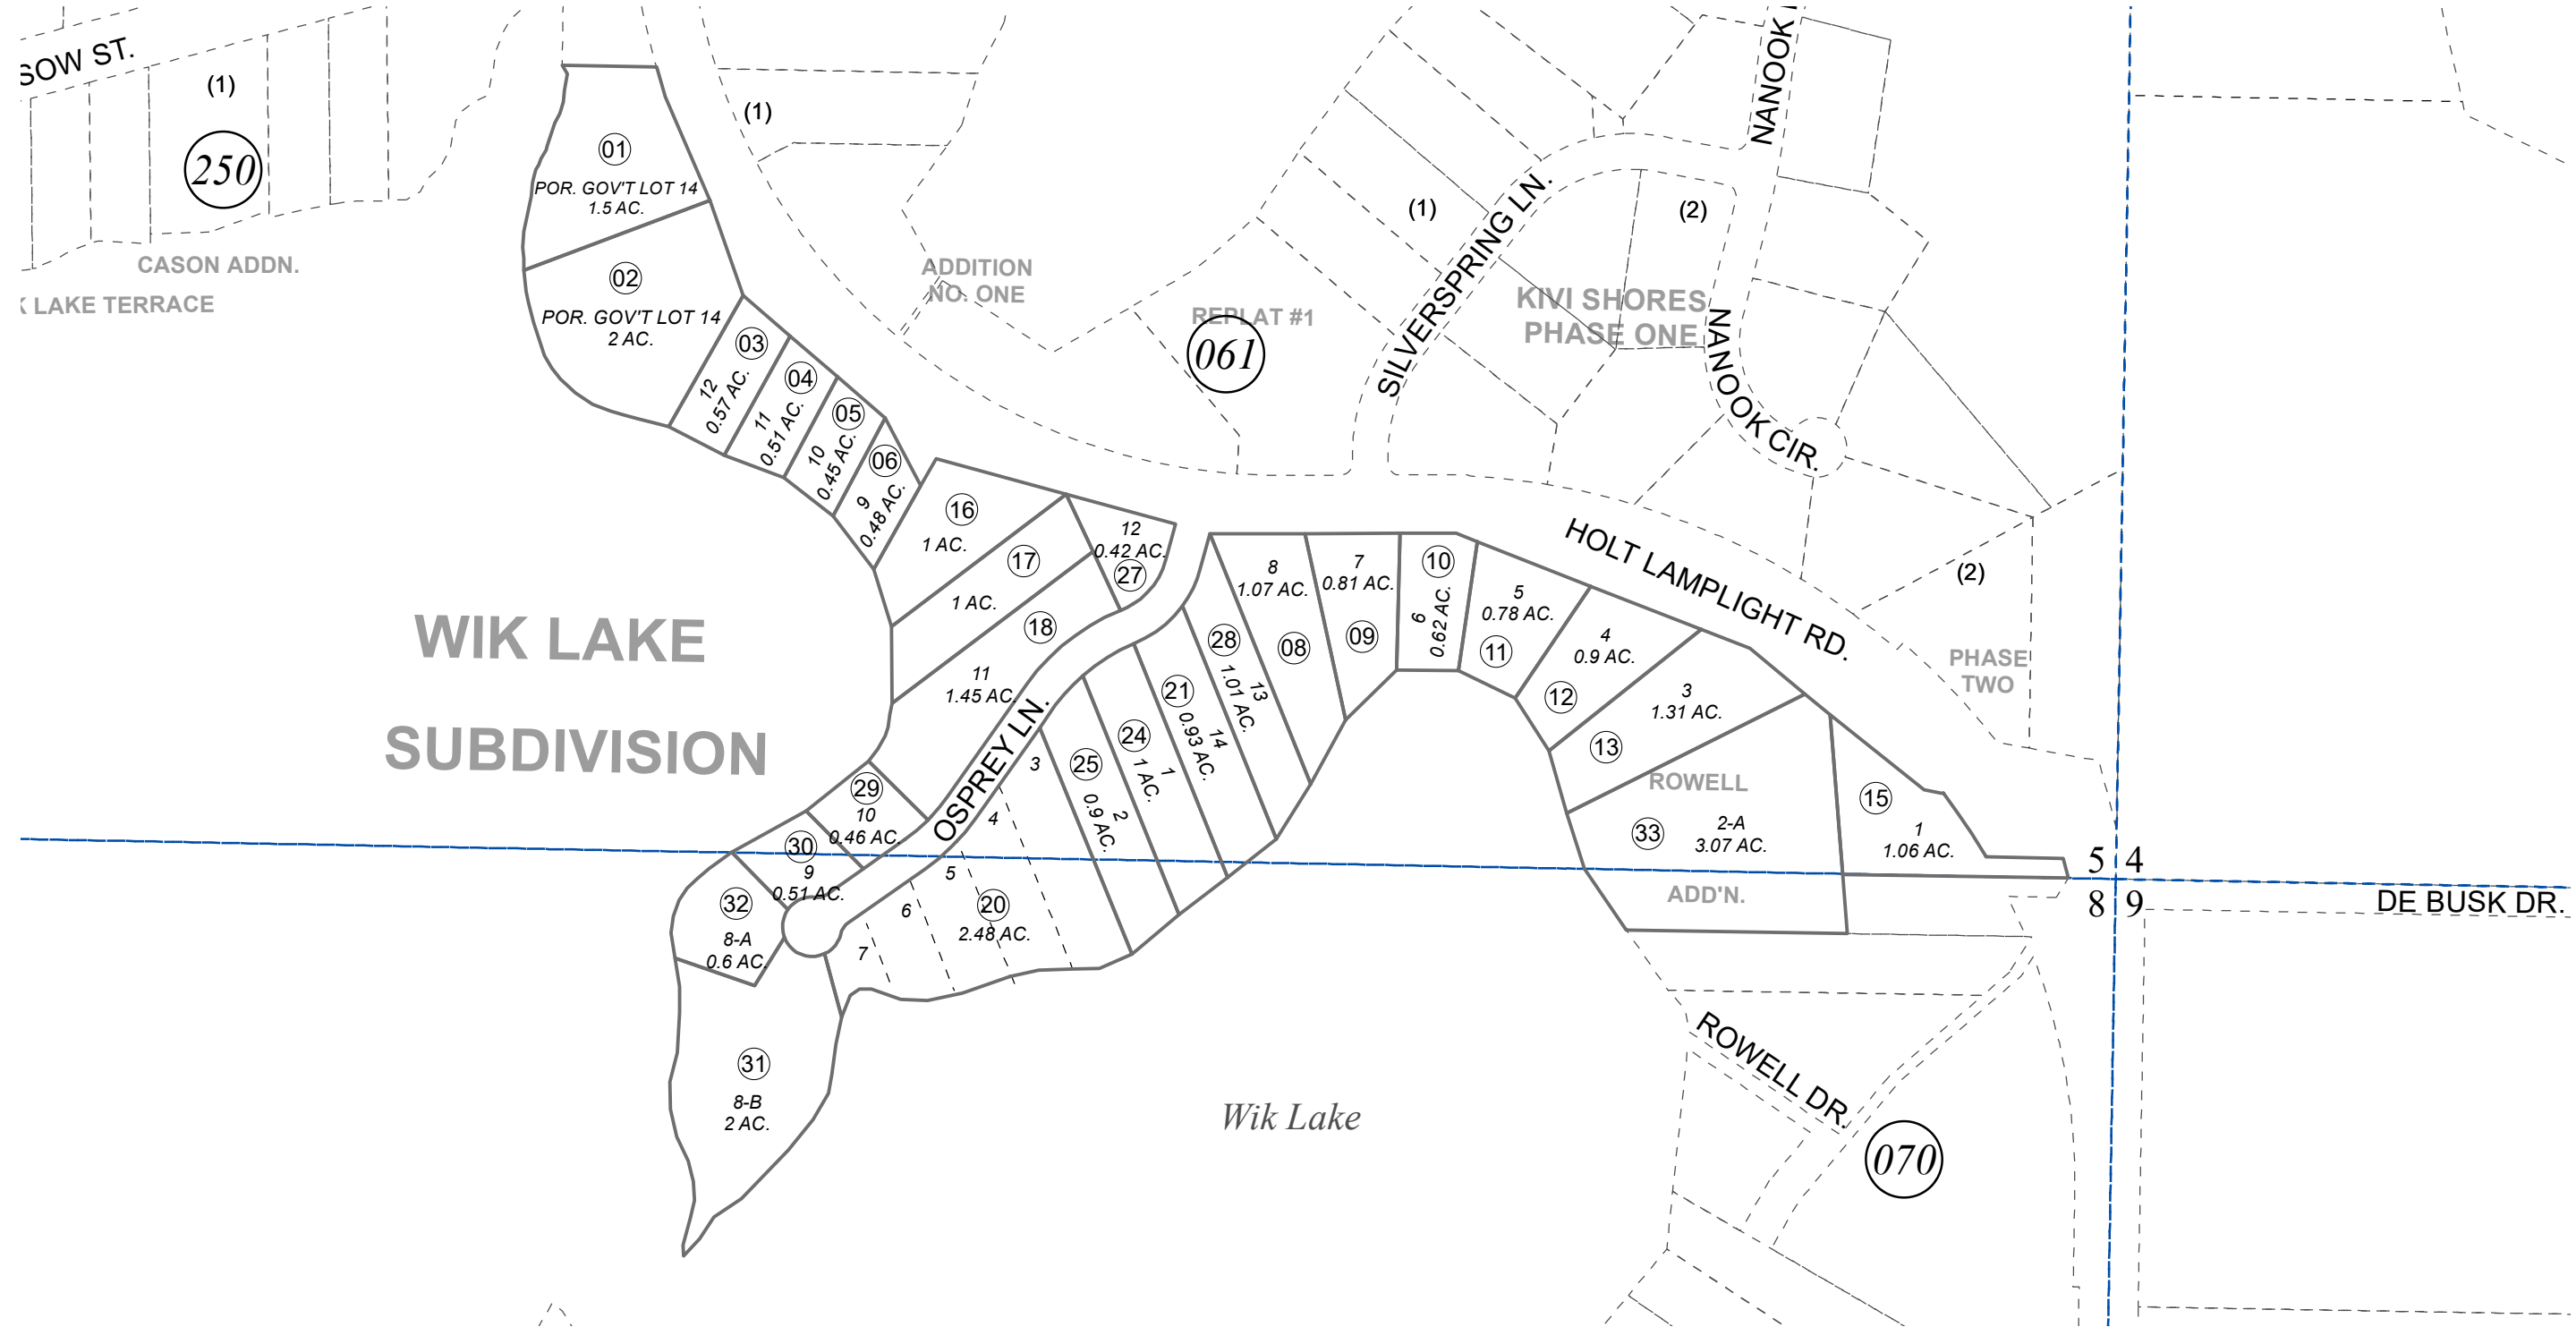 SOW ST.
(1)
250
CASON ADDN.
LAKE TERRACE
(1)
ADDITION
NO. ONE
REPLAT #1
061
(1)
SILVERSPRING LN.
(2)
KIVI SHORES
PHASE ONE
NANOOK
NANOOK CIR.
HOLT LAMPLIGHT RD.
(2)
PHASE
TWO
01
POR. GOV'T LOT 14
1.5 AC.
02
POR. GOV'T LOT 14
2 AC.
03
12
0.57 AC.
04
11
0.51 AC.
05
10
0.45 AC.
06
9
0.48 AC.
16
1 AC.
17
1 AC.
18
11
1.45 AC.
12
0.42 AC.
27
OSPREY LN.
8
1.07 AC.
08
7
0.81 AC.
09
10
6
0.62 AC.
5
0.78 AC.
11
4
0.9 AC.
12
3
1.31 AC.
13
ROWELL
33
2-A
3.07 AC.
ADD'N.
15
1
1.06 AC.
28
13
1.01 AC.
21
14
0.93 AC.
24
1
1 AC.
25
2
0.9 AC.
3
4
5
6
7
20
2.48 AC.
29
10
0.46 AC.
30
9
0.51 AC.
32
8-A
0.6 AC.
31
8-B
2 AC.
WIK LAKE
SUBDIVISION
Wik Lake
5 4
8 9
DE BUSK DR.
ROWELL DR.
070